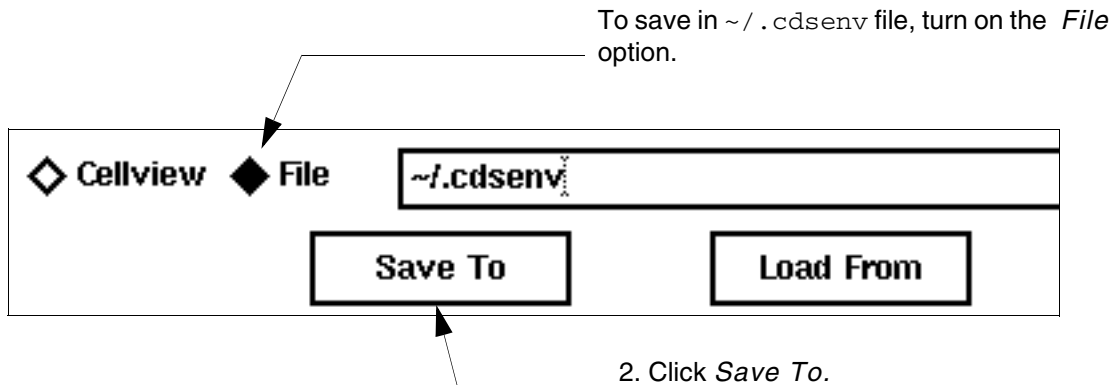 To save in ~/.cdsenv file, turn on the File
option.
Cellview File ~/.cdsenv
Save To Load From
2. Click Save To.